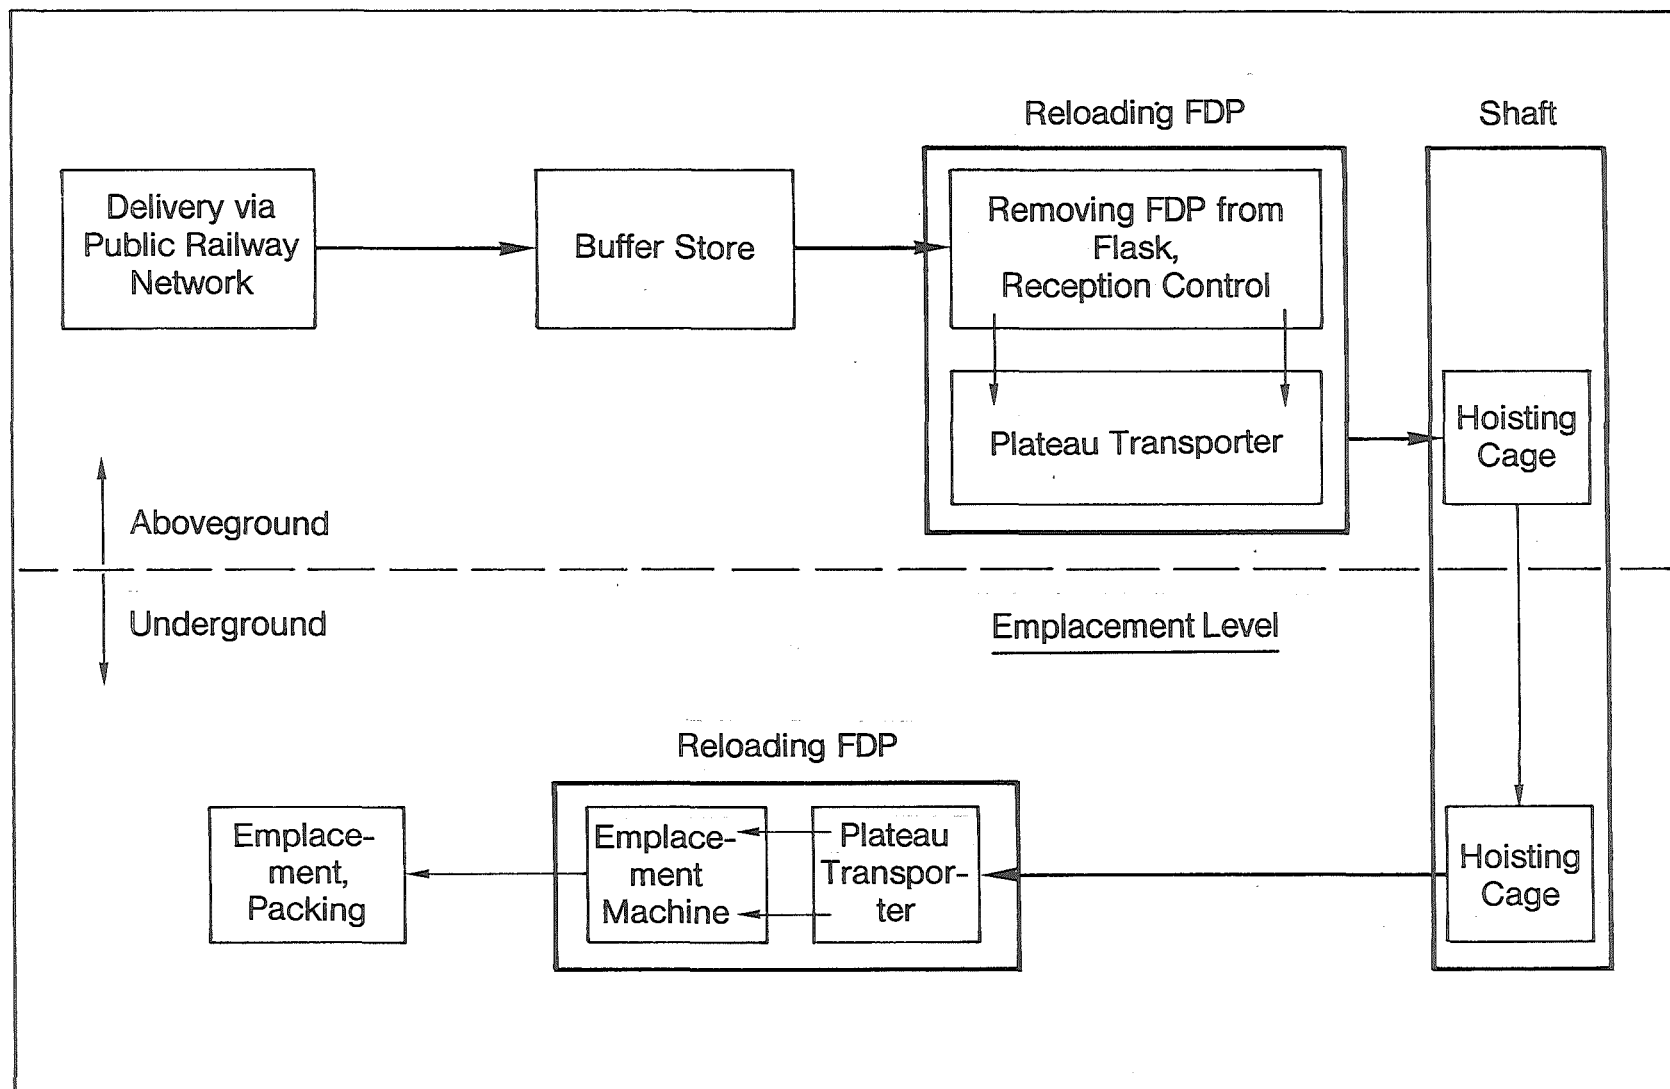 Reloading FDP
Shaft
Delivery via
Public Railway
Network
Buffer Store
Removing FDP from
Flask,
Reception Control
Plateau Transporter
Hoisting
Cage
Aboveground
Underground
Emplacement Level
Reloading FDP
Emplace-
ment,
Packing
Emplace-
ment
Machine
Plateau
Transpor-
ter
Hoisting
Cage